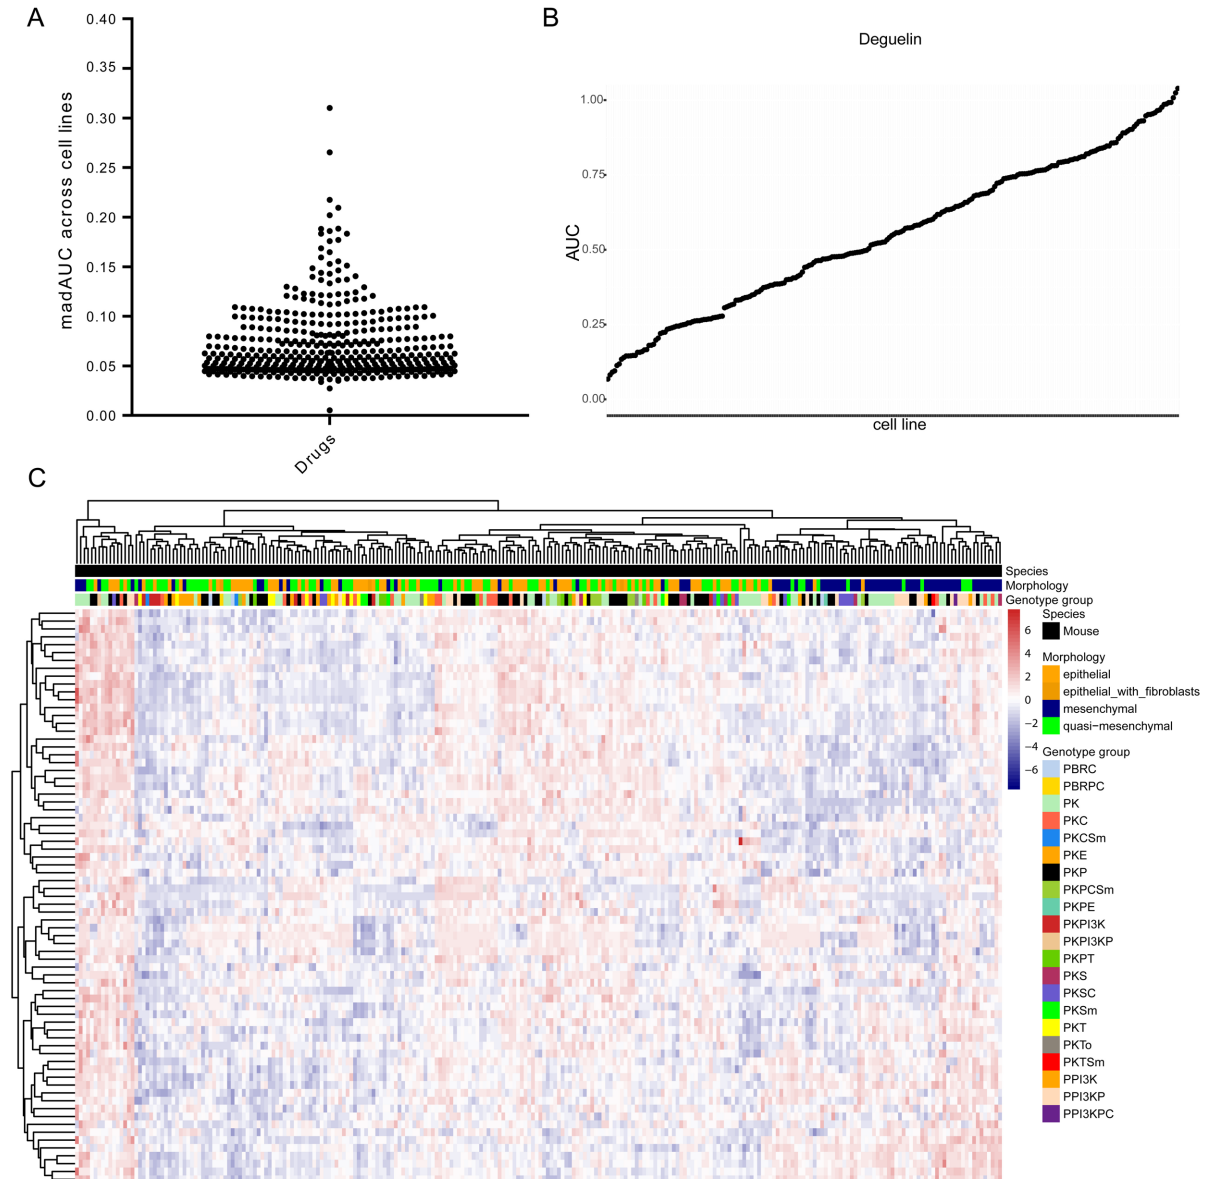 A
0.40
0.35
0.30
0.25
0.20
0.15
0.10
0.05
0.00
madAUC across cell lines
Drugs
B
Deguelin
1.00
0.75
0.50
0.25
0.00
AUC
cell line
C
Species
Morphology
Genotype group
6
4
2
0
−2
−4
−6
Species
Mouse
Morphology
epithelial
epithelial_with_fibroblasts
mesenchymal
quasi−mesenchymal
Genotype group
PBRC
PBRPC
PK
PKC
PKCSm
PKE
PKP
PKPCSm
PKPE
PKPI3K
PKPI3KP
PKPT
PKS
PKSC
PKSm
PKT
PKTo
PKTSm
PPI3K
PPI3KP
PPI3KPC